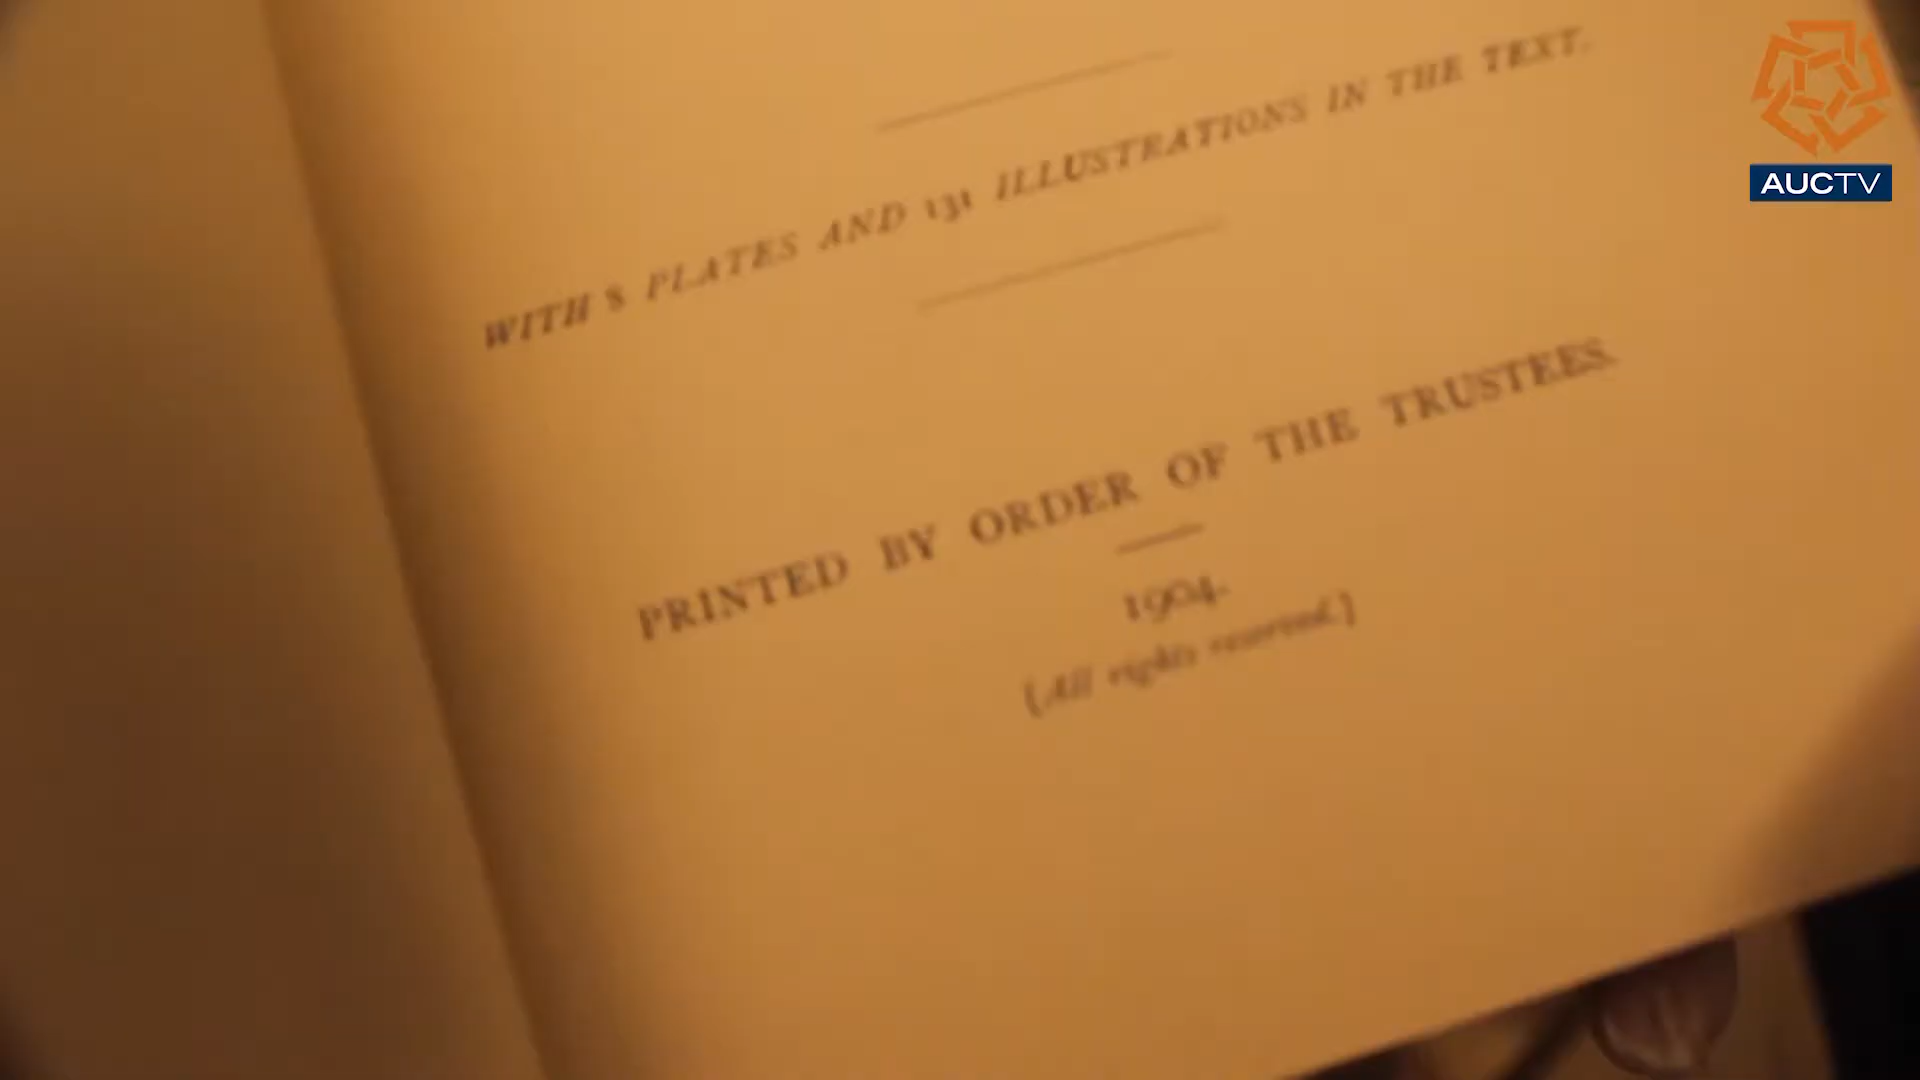 WITH 8 PLATES AND 131 ILLUSTRATIONS IN THE TEXT.
PRINTED BY ORDER OF THE TRUSTEES.
1904.
[All rights reserved.]
AUCTV